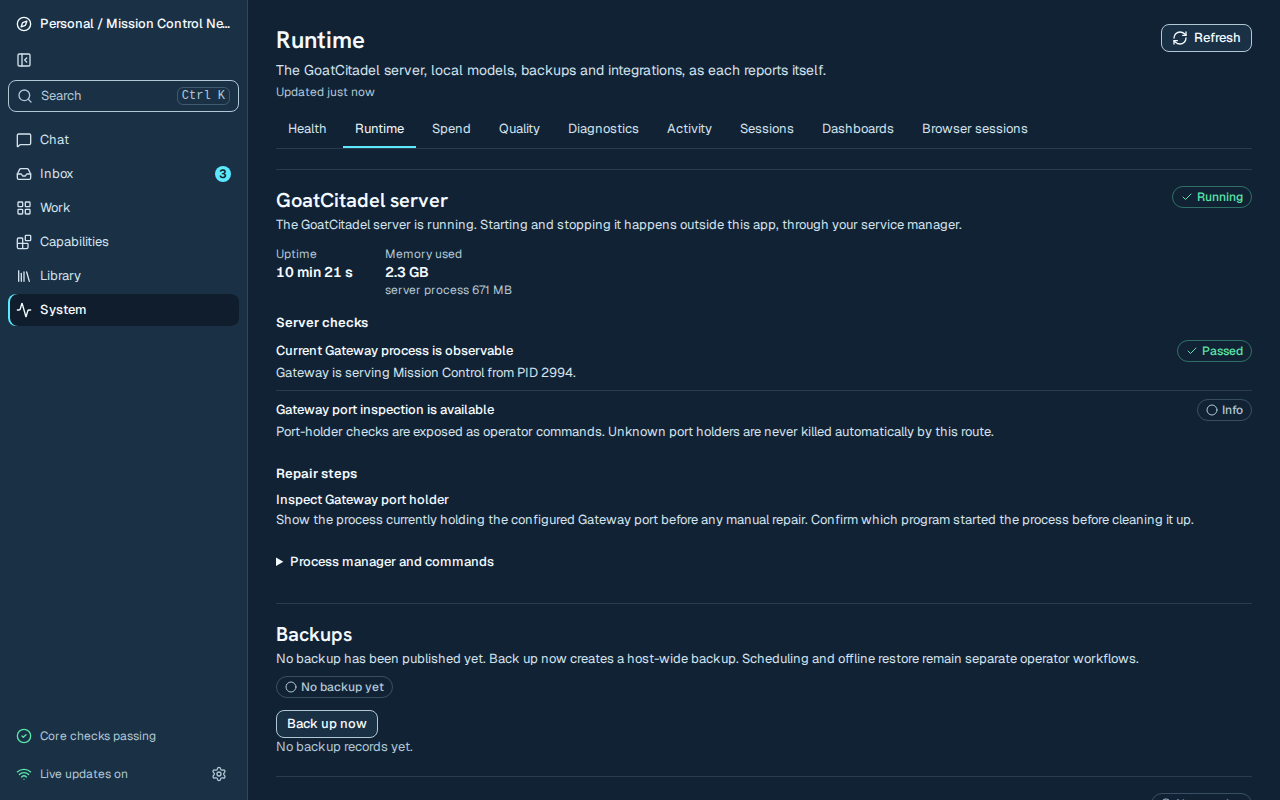 Personal / Mission Control Ne...
Search
Ctrl K
Chat
Inbox
3
Work
Capabilities
Library
System
Core checks passing
Live updates on
Runtime
Refresh
The GoatCitadel server, local models, backups and integrations, as each reports itself.
Updated just now
Health
Runtime
Spend
Quality
Diagnostics
Activity
Sessions
Dashboards
Browser sessions
GoatCitadel server
Running
The GoatCitadel server is running. Starting and stopping it happens outside this app, through your service manager.
Uptime
10 min 21 s
Memory used
2.3 GB
server process 671 MB
Server checks
Current Gateway process is observable
Passed
Gateway is serving Mission Control from PID 2994.
Gateway port inspection is available
Info
Port-holder checks are exposed as operator commands. Unknown port holders are never killed automatically by this route.
Repair steps
Inspect Gateway port holder
Show the process currently holding the configured Gateway port before any manual repair. Confirm which program started the process before cleaning it up.
Process manager and commands
Backups
No backup has been published yet. Back up now creates a host-wide backup. Scheduling and offline restore remain separate operator workflows.
No backup yet
Back up now
No backup records yet.